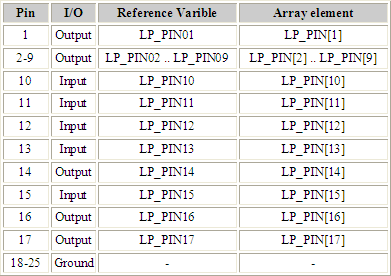 Pin I/O Reference Varible Array element
1 Output LP_PIN01 LP_PIN[1]
2-9 Output LP_PIN02 .. LP_PIN09 LP_PIN[2] .. LP_PIN[9]
10 Input LP_PIN10 LP_PIN[10]
11 Input LP_PIN11 LP_PIN[11]
12 Input LP_PIN12 LP_PIN[12]
13 Input LP_PIN13 LP_PIN[13]
14 Output LP_PIN14 LP_PIN[14]
15 Input LP_PIN15 LP_PIN[15]
16 Output LP_PIN16 LP_PIN[16]
17 Output LP_PIN17 LP_PIN[17]
18-25 Ground - -